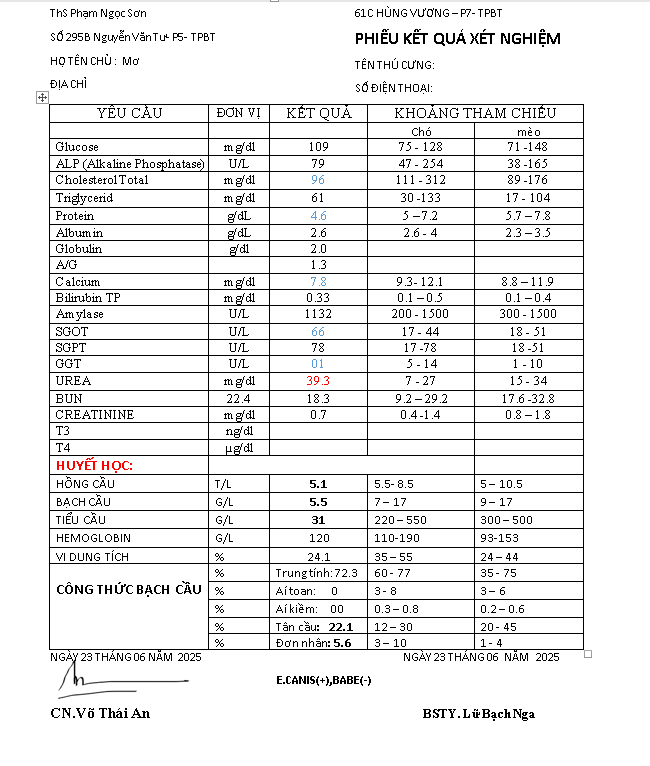 ThS Phạm Ngọc Sơn 61C HÙNG VƯƠNG – P7- TPBT
SỐ 295B Nguyễn Văn Tư- P5- TPBT PHIẾU KẾT QUẢ XÉT NGHIỆM
HỌ TÊN CHỦ : Mơ TÊN THÚ CƯNG:
ĐỊA CHỈ SỐ ĐIỆN THOẠI:
YÊU CẦU ĐƠN VỊ KẾT QUẢ KHOẢNG THAM CHIẾU
Chó mèo
Glucose mg/dl 109 75 - 128 71 -148
ALP (Alkaline Phosphatase) U/L 79 47 - 254 38 -165
Cholesterol Total mg/dl 96 111 - 312 89 -176
Triglycerid mg/dl 61 30 -133 17 - 104
Protein g/dL 4.6 5 –7.2 5.7 – 7.8
Albumin g/dL 2.6 2.6 - 4 2.3 – 3.5
Globulin g/dl 2.0
A/G 1.3
Calcium mg/dl 7.8 9.3- 12.1 8.8 – 11.9
Bilirubin TP mg/dl 0.33 0.1 – 0.5 0.1 – 0.4
Amylase U/L 1132 200 - 1500 300 - 1500
SGOT U/L 66 17 - 44 18 - 51
SGPT U/L 78 17 -78 18 -51
GGT U/L 01 5 - 14 1 - 10
UREA mg/dl 39.3 7 - 27 15 - 34
BUN 22.4 18.3 9.2 – 29.2 17.6 -32.8
CREATININE mg/dl 0.7 0.4 -1.4 0.8 – 1.8
T3 ng/dl
T4 µg/dl
HUYẾT HỌC:
HỒNG CẦU T/L 5.1 5.5- 8.5 5 – 10.5
BẠCH CẦU G/L 5.5 7 – 17 9 – 17
TIỂU CẦU G/L 31 220 – 550 300 – 500
HEMOGLOBIN G/L 120 110-190 93-153
VI DUNG TÍCH % 24.1 35 – 55 24 – 44
CÔNG THỨC BẠCH CẦU % Trung tính: 72.3 60 - 77 35 - 75
% Aí toan: 0 3 - 8 3 – 6
% Aí kiềm: 00 0.3 – 0.8 0.2 – 0.6
% Tân cầu: 22.1 12 – 30 20 - 45
% Đơn nhân: 5.6 3 – 10 1 - 4
NGÀY 23 THÁNG 06 NĂM 2025 NGÀY 23 THÁNG 06 NĂM 2025
E.CANIS(+),BABE(-)
CN.Võ Thái An BSTY. Lữ Bạch Nga